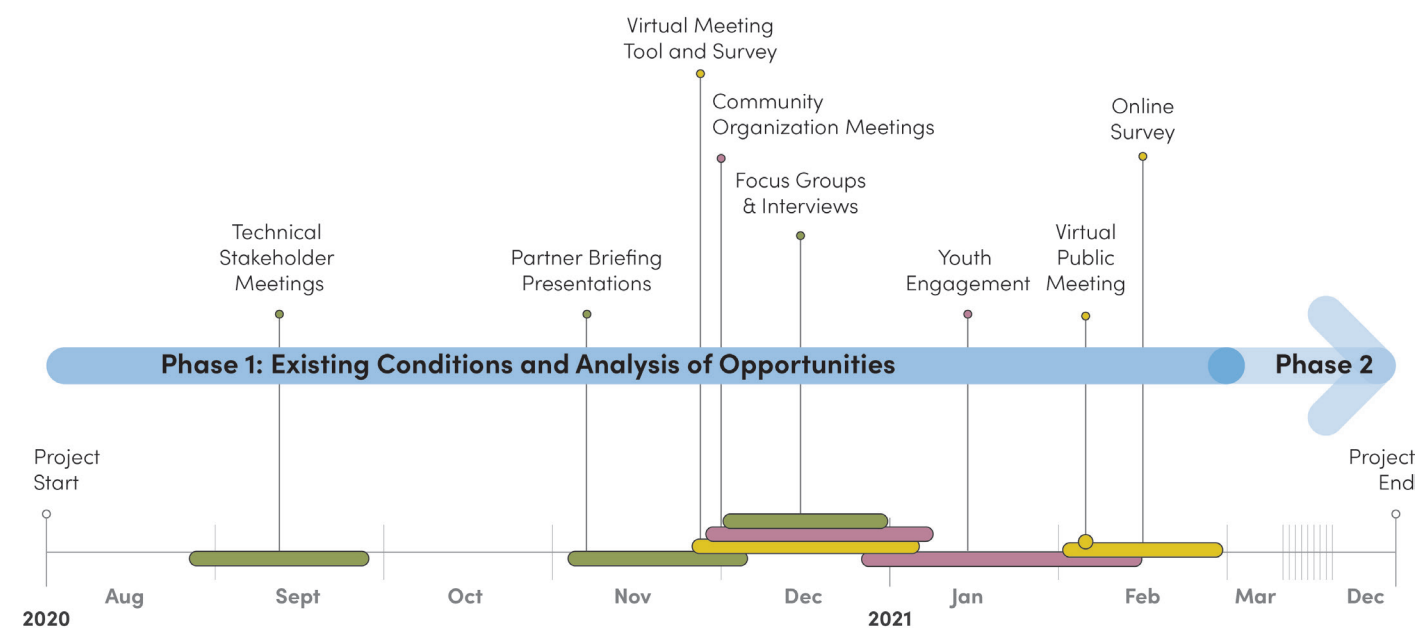 Virtual Meeting
Tool and Survey
Community
Organization Meetings
Online
Survey
Focus Groups
& Interviews
Technical
Stakeholder
Meetings
Partner Briefing
Presentations
Youth
Engagement
Virtual
Public
Meeting
Phase 1: Existing Conditions and Analysis of Opportunities
Phase 2
Project
Start
Project
End
Aug
Sept
Oct
Nov
Dec
Jan
Feb
Mar
Dec
2020
2021